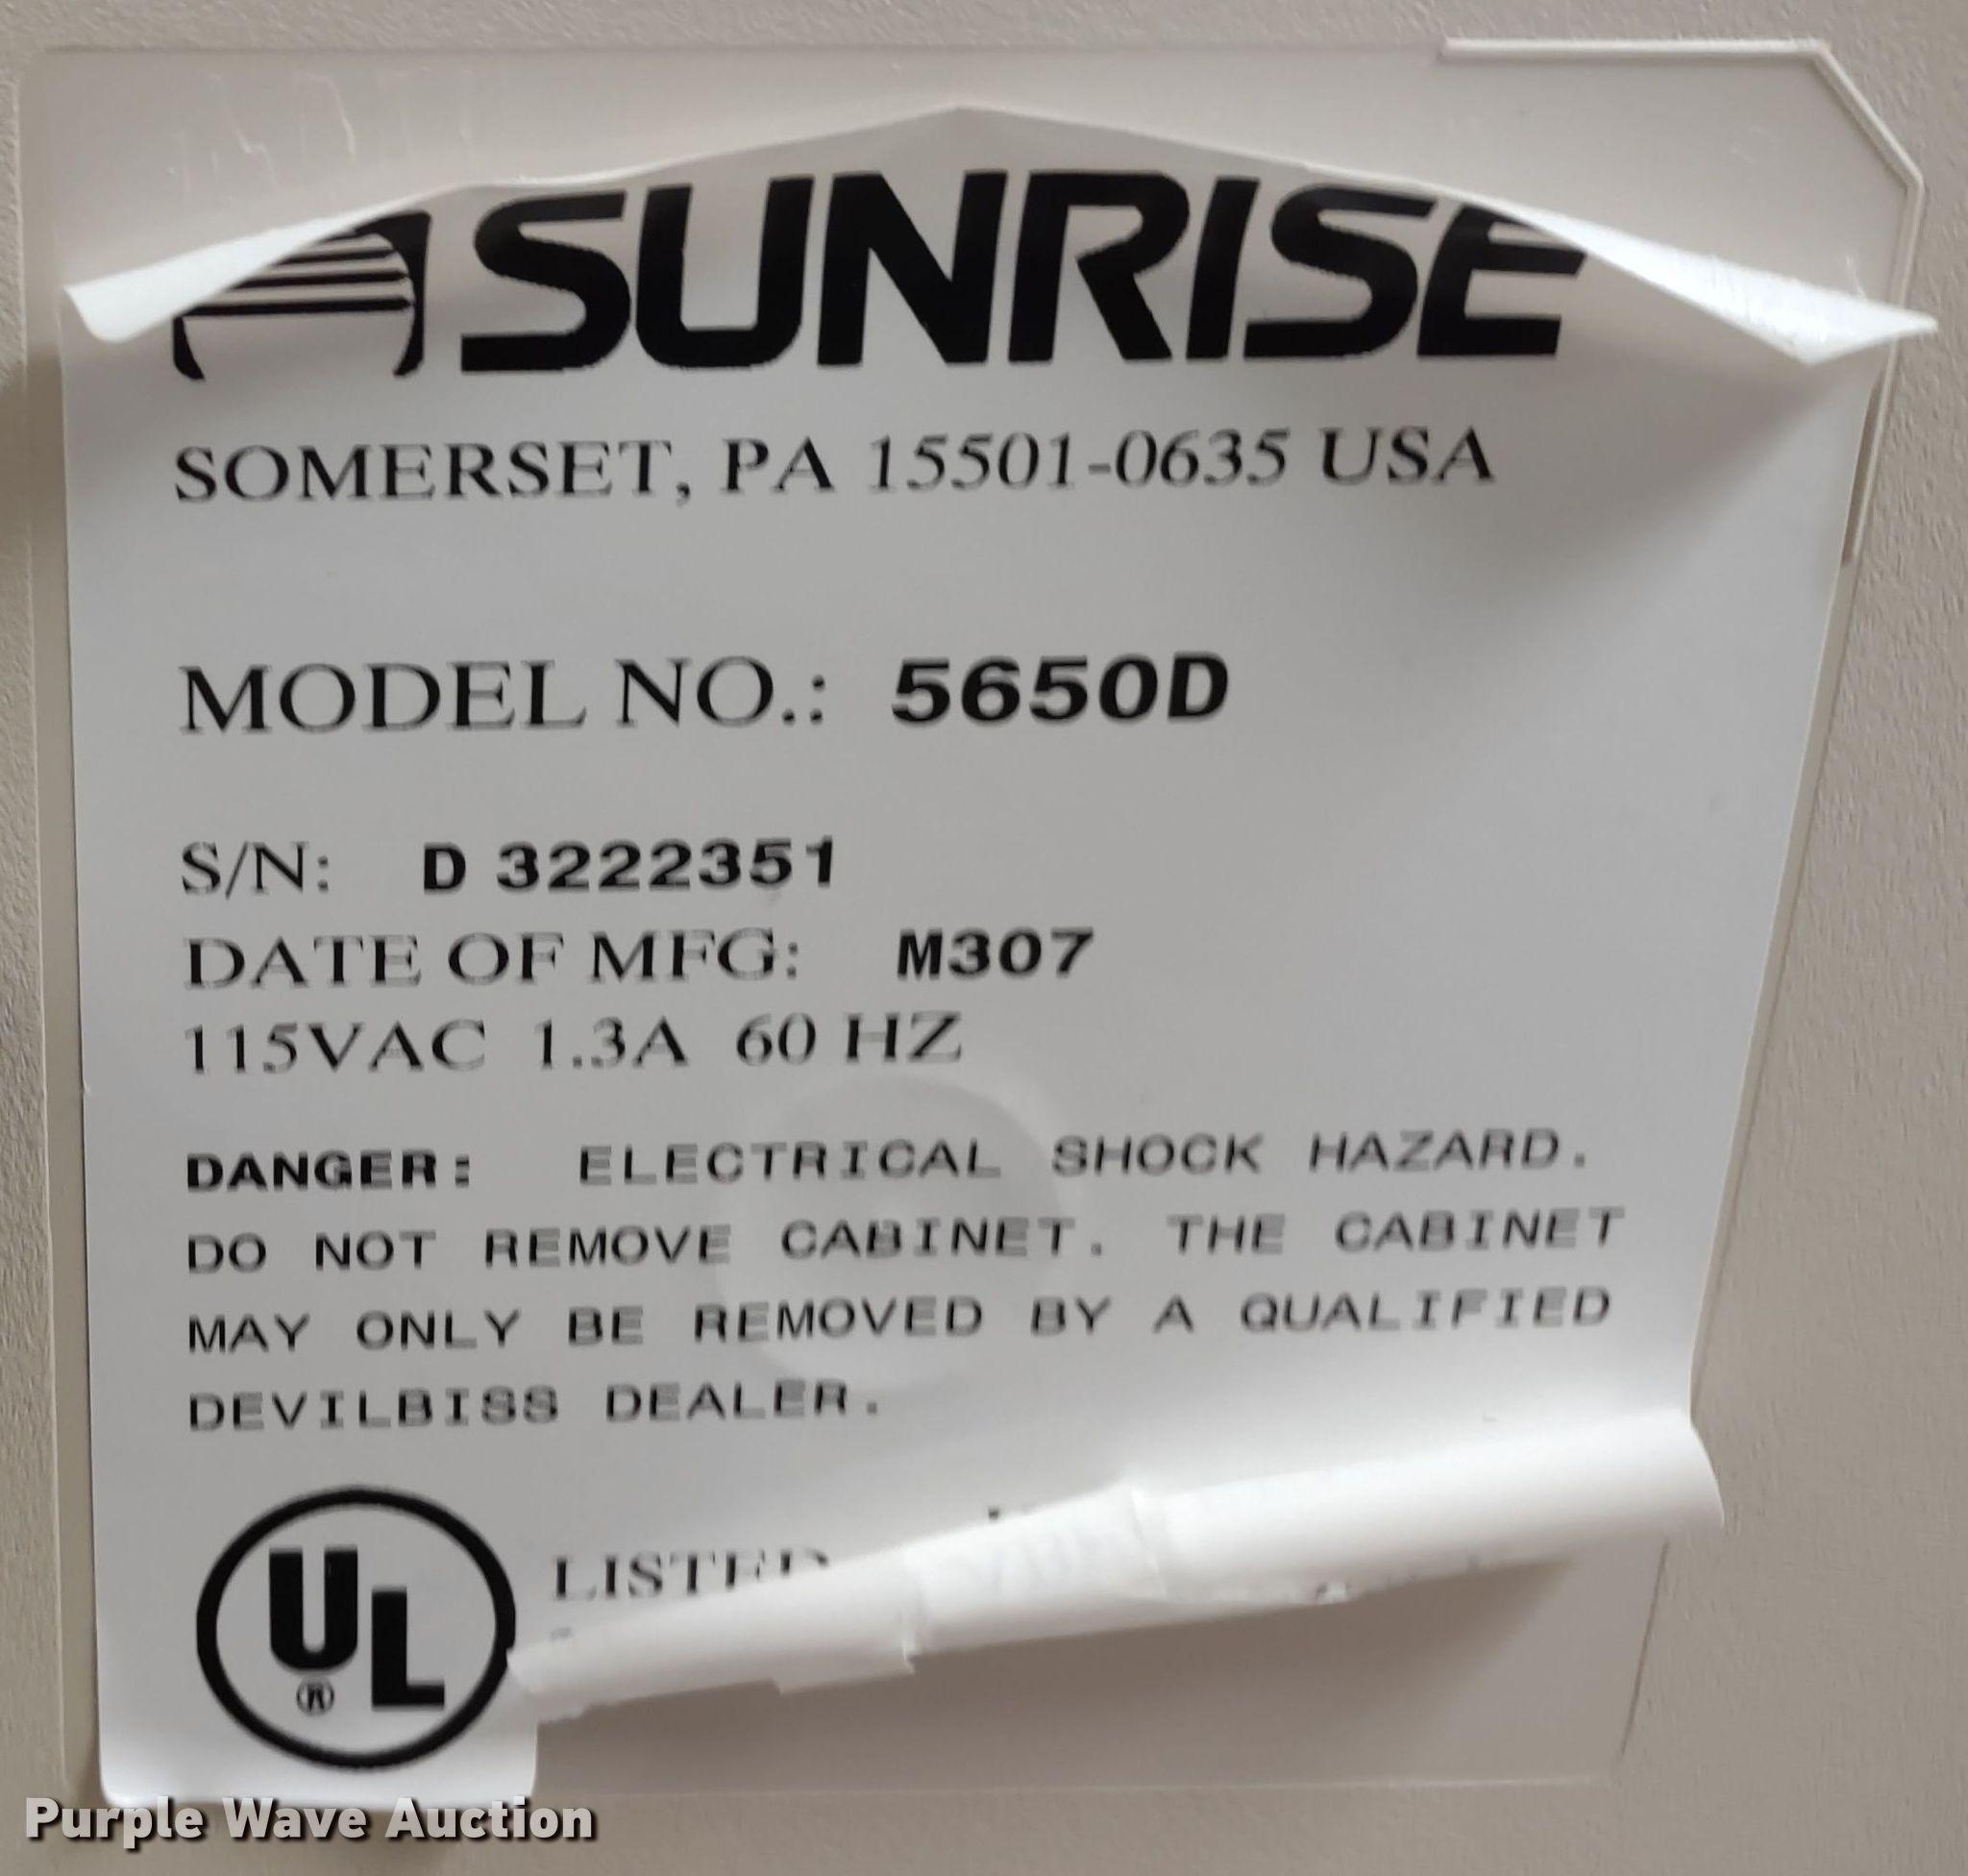 SUNRISE
SOMERSET, PA 15501-0635 USA
MODEL NO.: 5650D
S/N: D 3222351
DATE OF MFG: M307
115VAC 1.3A 60 HZ
DANGER: ELECTRICAL SHOCK HAZARD.
DO NOT REMOVE CABINET. THE CABINET
MAY ONLY BE REMOVED BY A QUALIFIED
DEVILBISS DEALER.
UL
®
LISTED
Purple Wave Auction